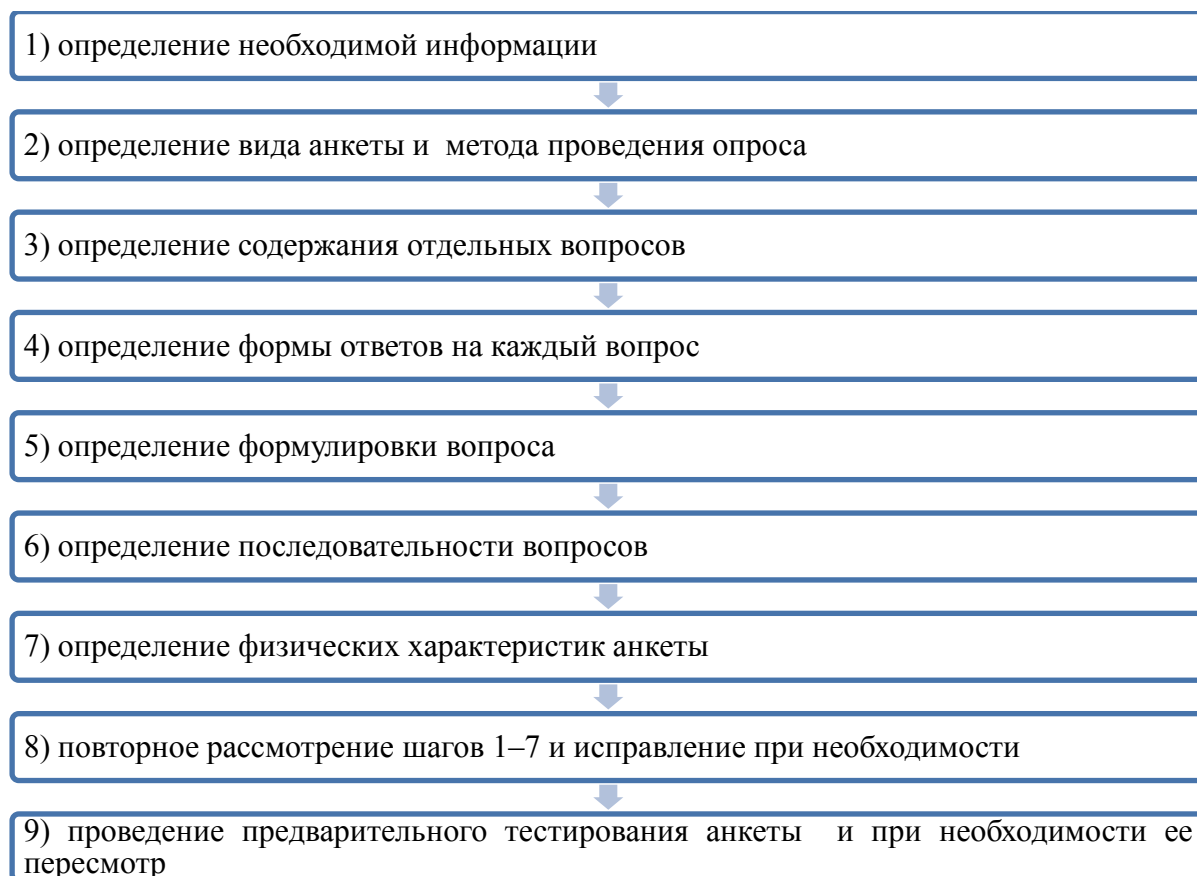 1) определение необходимой информации
2) определение вида анкеты и  метода проведения опроса
3) определение содержания отдельных вопросов
4) определение формы ответов на каждый вопрос
5) определение формулировки вопроса
6) определение последовательности вопросов
7) определение физических характеристик анкеты
8) повторное рассмотрение шагов 1–7 и исправление при необходимости
9) проведение предварительного тестирования анкеты  и при необходимости ее
пересмотр